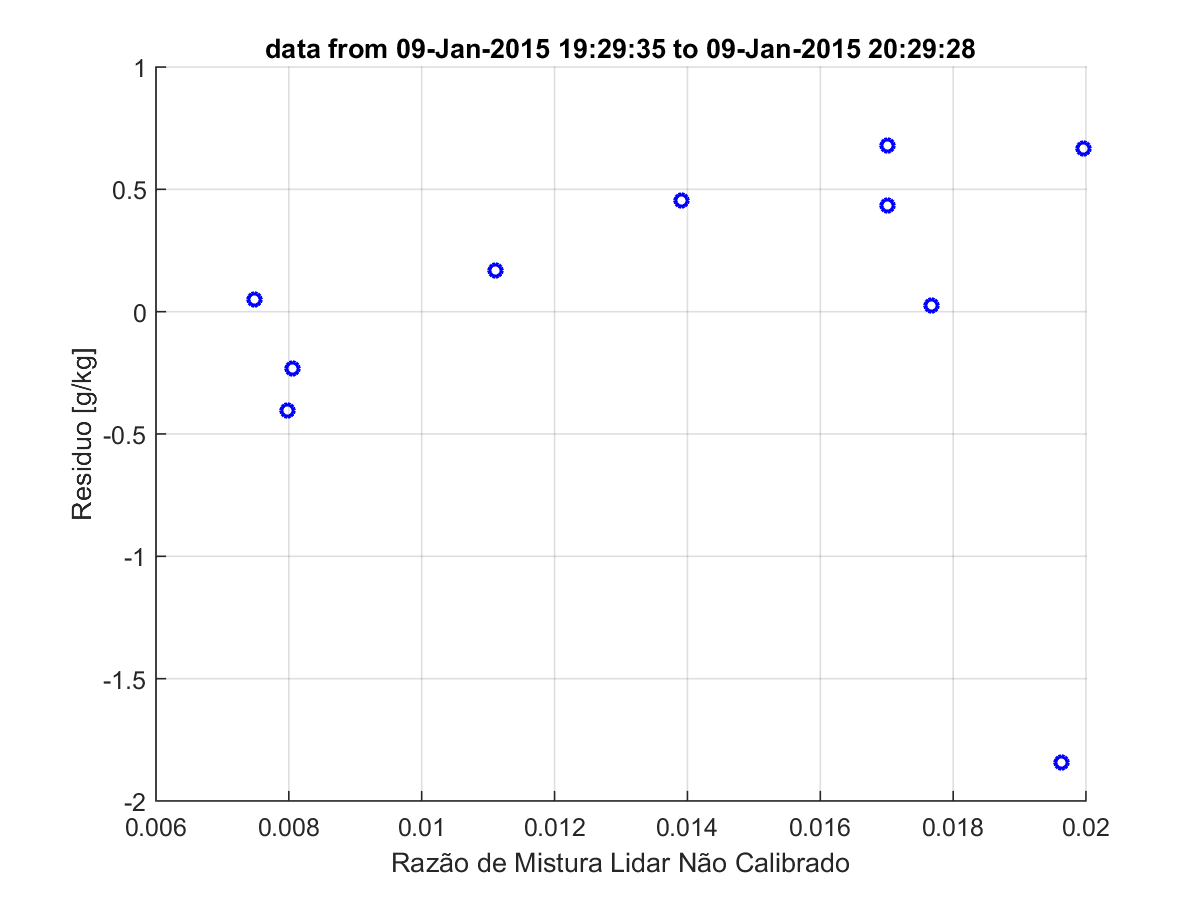 data from 09-Jan-2015 19:29:35 to 09-Jan-2015 20:29:28
1
0.5
0
-0.5
-1
-1.5
-2
Residuo [g/kg]
0.006 0.008 0.01 0.012 0.014 0.016 0.018 0.02
Razão de Mistura Lidar Não Calibrado